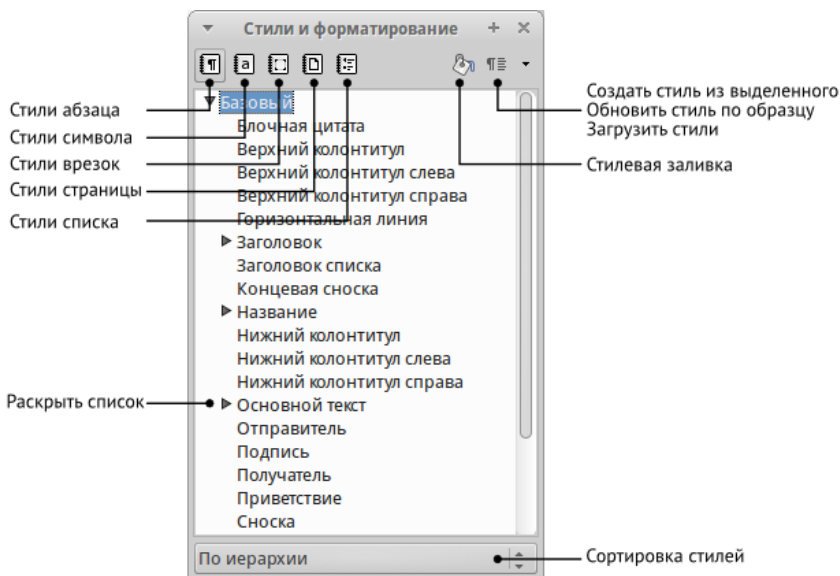 Стили и форматирование
Стили абзаца
Стили символа
Стили врезок
Стили страницы
Стили списка
Раскрыть список
Базовый
Блочная цитата
Верхний колонтитул
Верхний колонтитул слева
Верхний колонтитул справа
Горизонтальная линия
Заголовок
Заголовок списка
Концевая сноска
Название
Нижний колонтитул
Нижний колонтитул слева
Нижний колонтитул справа
Основной текст
Отправитель
Подпись
Получатель
Приветствие
Сноска
По иерархии
Создать стиль из выделенного
Обновить стиль по образцу
Загрузить стили
Стилевая заливка
Сортировка стилей